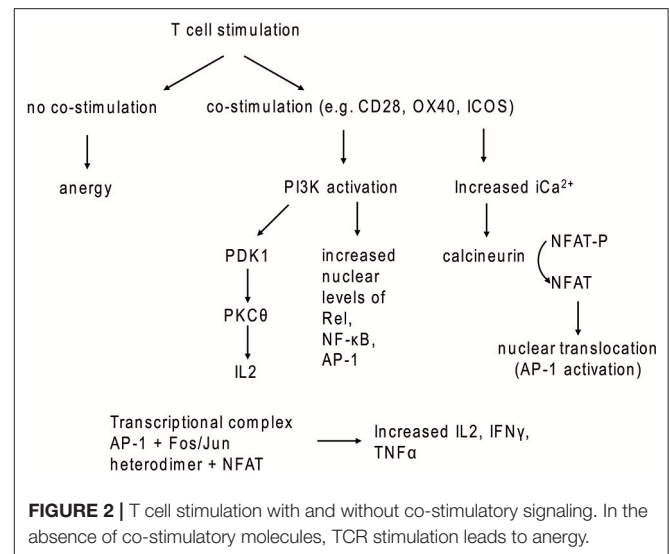 T cell stimulation
no co-stimulation
co-stimulation (e.g. CD28, OX40, ICOS)
anergy
PI3K activation
Increased iCa²⁺
PDK1
increased
nuclear
levels of
Rel,
NF-κB,
AP-1
calcineurin
NFAT-P
NFAT
PKCθ
IL2
nuclear translocation
(AP-1 activation)
Transcriptional complex
AP-1 + Fos/Jun
heterodimer + NFAT
Increased IL2, IFNγ,
TNFα
FIGURE 2 | T cell stimulation with and without co-stimulatory signaling. In the
absence of co-stimulatory molecules, TCR stimulation leads to anergy.